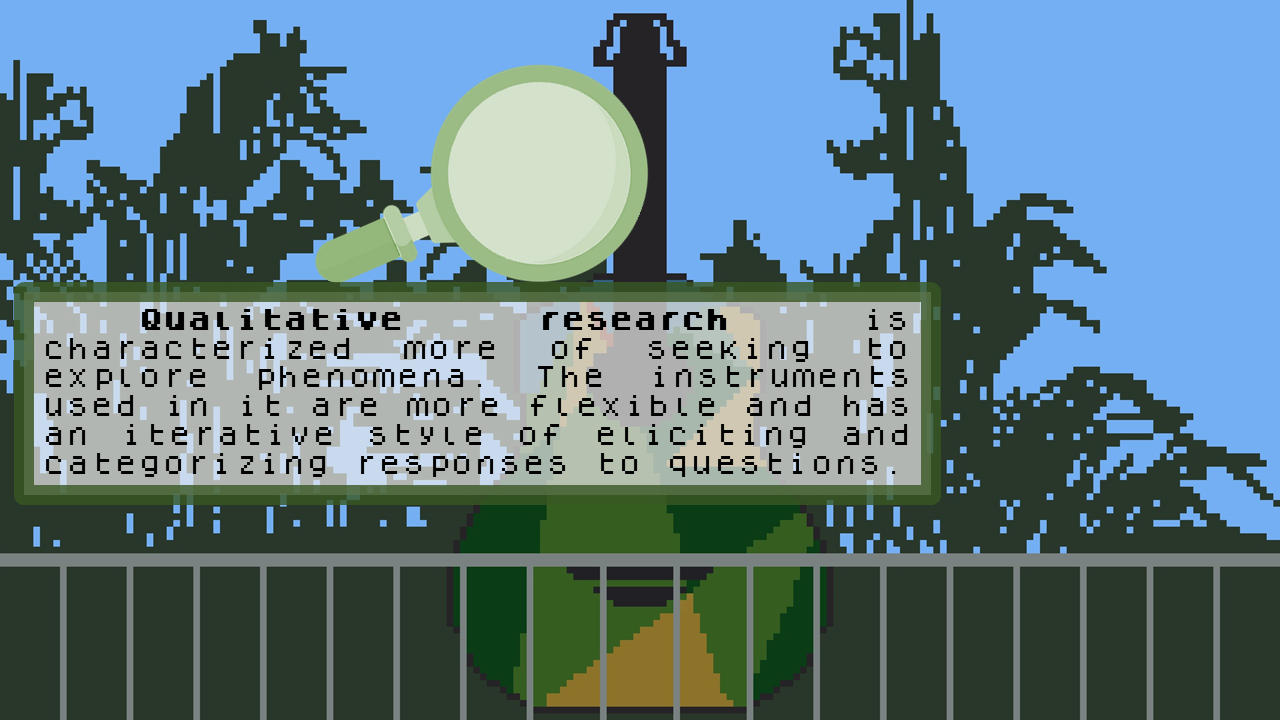 Qualitative research is
characterized more of seeking to
explore phenomena. The instruments
used in it are more flexible and has
an iterative style of eliciting and
categorizing responses to questions.